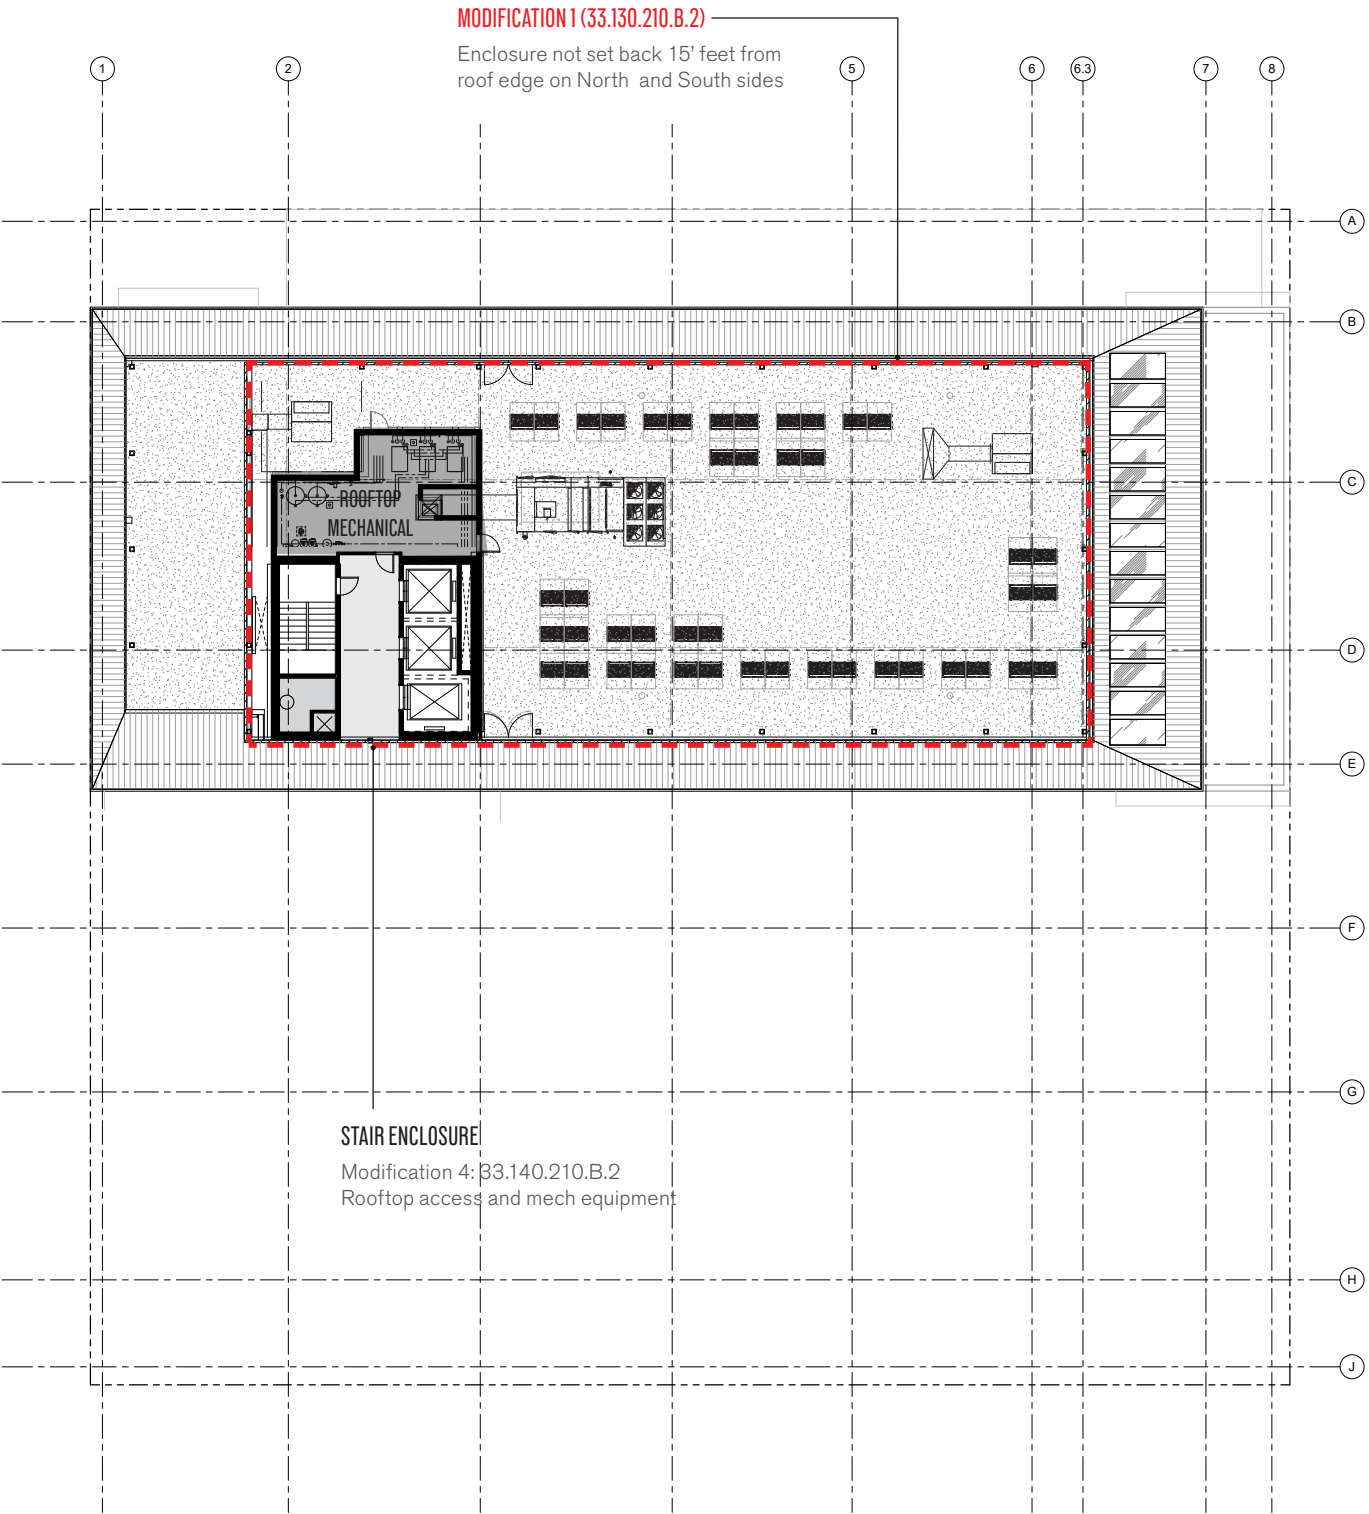 MODIFICATION 1 (33.130.210.B.2)
Enclosure not set back 15' feet from
roof edge on North and South sides
1
2
5
6
6.3
7
8
A
B
C
ROOFTOP
MECHANICAL
D
E
F
G
STAIR ENCLOSURE
Modification 4: 33.140.210.B.2
Rooftop access and mech equipment
H
J